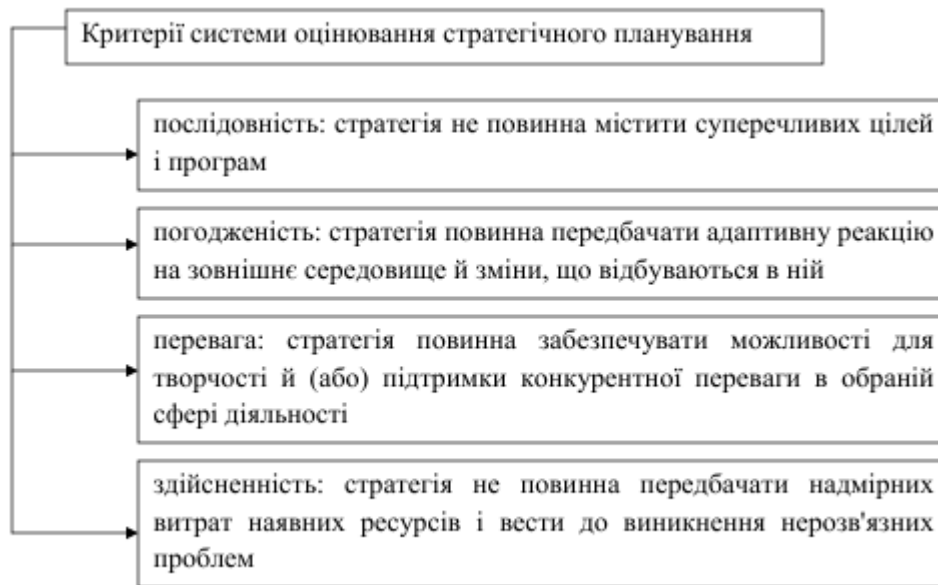 Критерії системи оцінювання стратегічного планування
послідовність: стратегія не повинна містити суперечливих цілей
і програм
погодженість: стратегія повинна передбачати адаптивну реакцію
на зовнішнє середовище й зміни, що відбуваються в ній
перевага: стратегія повинна забезпечувати можливості для
творчості й (або) підтримки конкурентної переваги в обраній
сфері діяльності
здійсненність: стратегія не повинна передбачати надмірних
витрат наявних ресурсів і вести до виникнення нерозв'язних
проблем